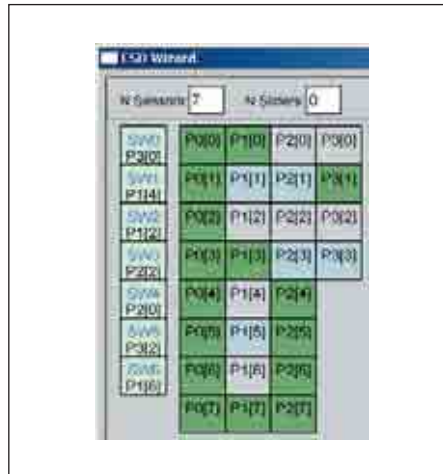 CSD Wizard
N Sensors 7 N Sliders 0
SW0 P0[0] P1[0] P2[0] P3[0]
P3[0]
SW1 P0[1] P1[1] P2[1] P3[1]
P1[4]
SW2 P0[2] P1[2] P2[2] P3[2]
P1[2]
SW3 P0[3] P1[3] P2[3] P3[3]
P2[2]
SW4 P0[4] P1[4] P2[4]
P2[0]
SW5 P0[5] P1[5] P2[5]
P3[2]
SW6 P0[6] P1[6] P2[6]
P1[6]
P0[7] P1[7] P2[7]